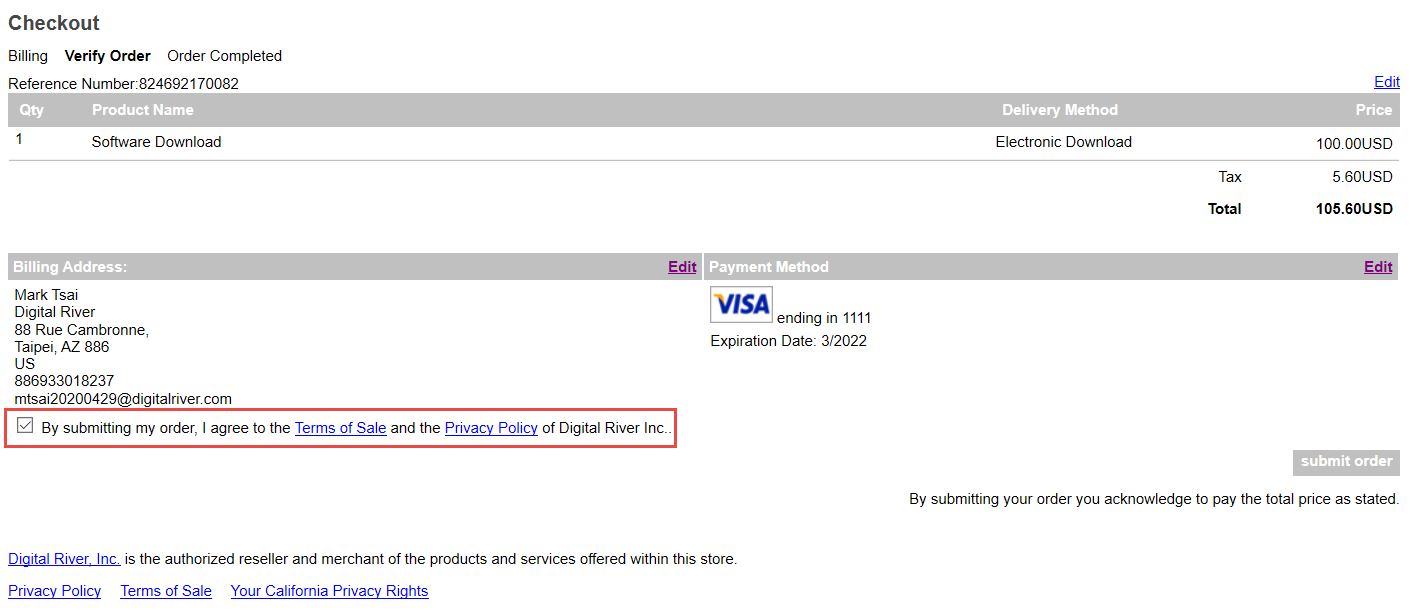 Checkout
Billing Verify Order Order Completed
Reference Number:824692170082 Edit
Qty Product Name Delivery Method Price
1 Software Download Electronic Download 100.00USD
Tax 5.60USD
Total 105.60USD
Billing Address: Edit Payment Method Edit
Mark Tsai
Digital River
88 Rue Cambronne,
Taipei, AZ 886
US
886933018237
mtsai20200429@digitalriver.com
VISA ending in 1111
Expiration Date: 3/2022
By submitting my order, I agree to the Terms of Sale and the Privacy Policy of Digital River Inc..
submit order
By submitting your order you acknowledge to pay the total price as stated.
Digital River, Inc. is the authorized reseller and merchant of the products and services offered within this store.
Privacy Policy Terms of Sale Your California Privacy Rights